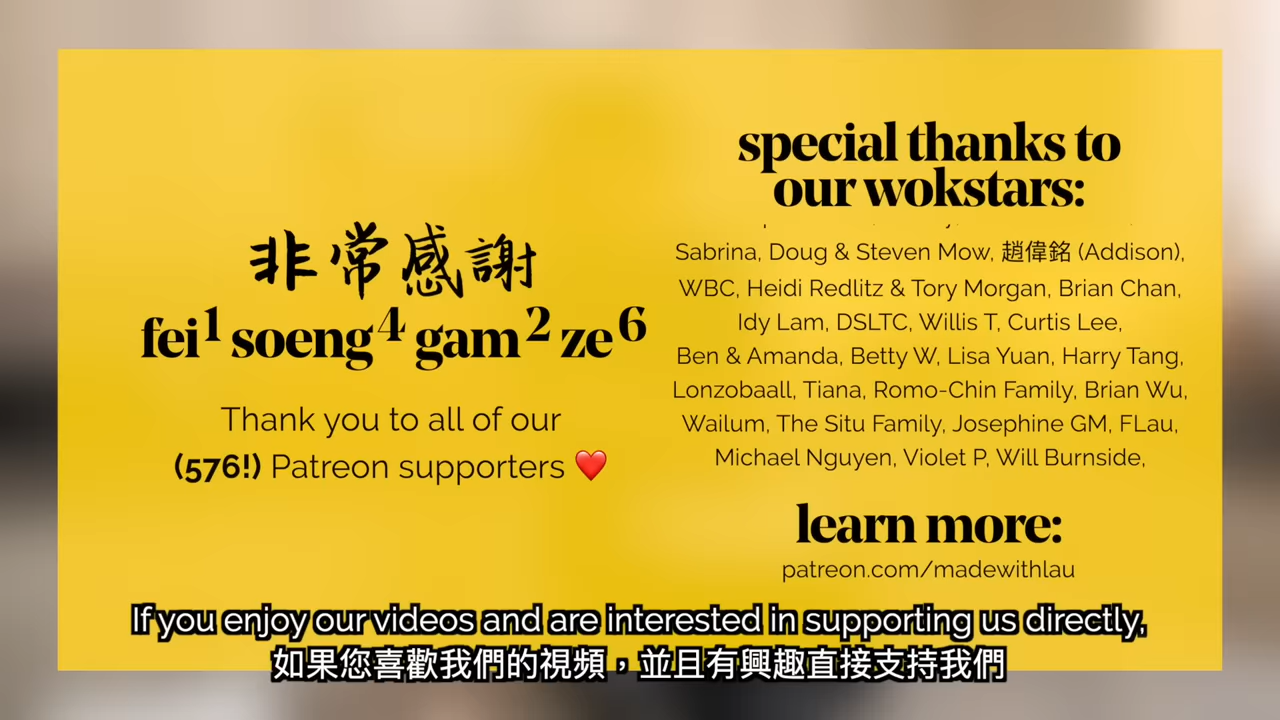 非常感謝
fei1 soeng4 gam2 ze6
Thank you to all of our
(576!) Patreon supporters ❤️
special thanks to
our wokstars:
Sabrina, Doug & Steven Mow, 趙偉銘 (Addison),
WBC, Heidi Redlitz & Tory Morgan, Brian Chan,
Idy Lam, DSLTC, Willis T, Curtis Lee,
Ben & Amanda, Betty W, Lisa Yuan, Harry Tang,
Lonzobaall, Tiana, Romo-Chin Family, Brian Wu,
Wailum, The Situ Family, Josephine GM, FLau,
Michael Nguyen, Violet P, Will Burnside,
learn more:
patreon.com/madewithlau
If you enjoy our videos and are interested in supporting us directly,
如果您喜歡我們的視頻，並且有興趣直接支持我們